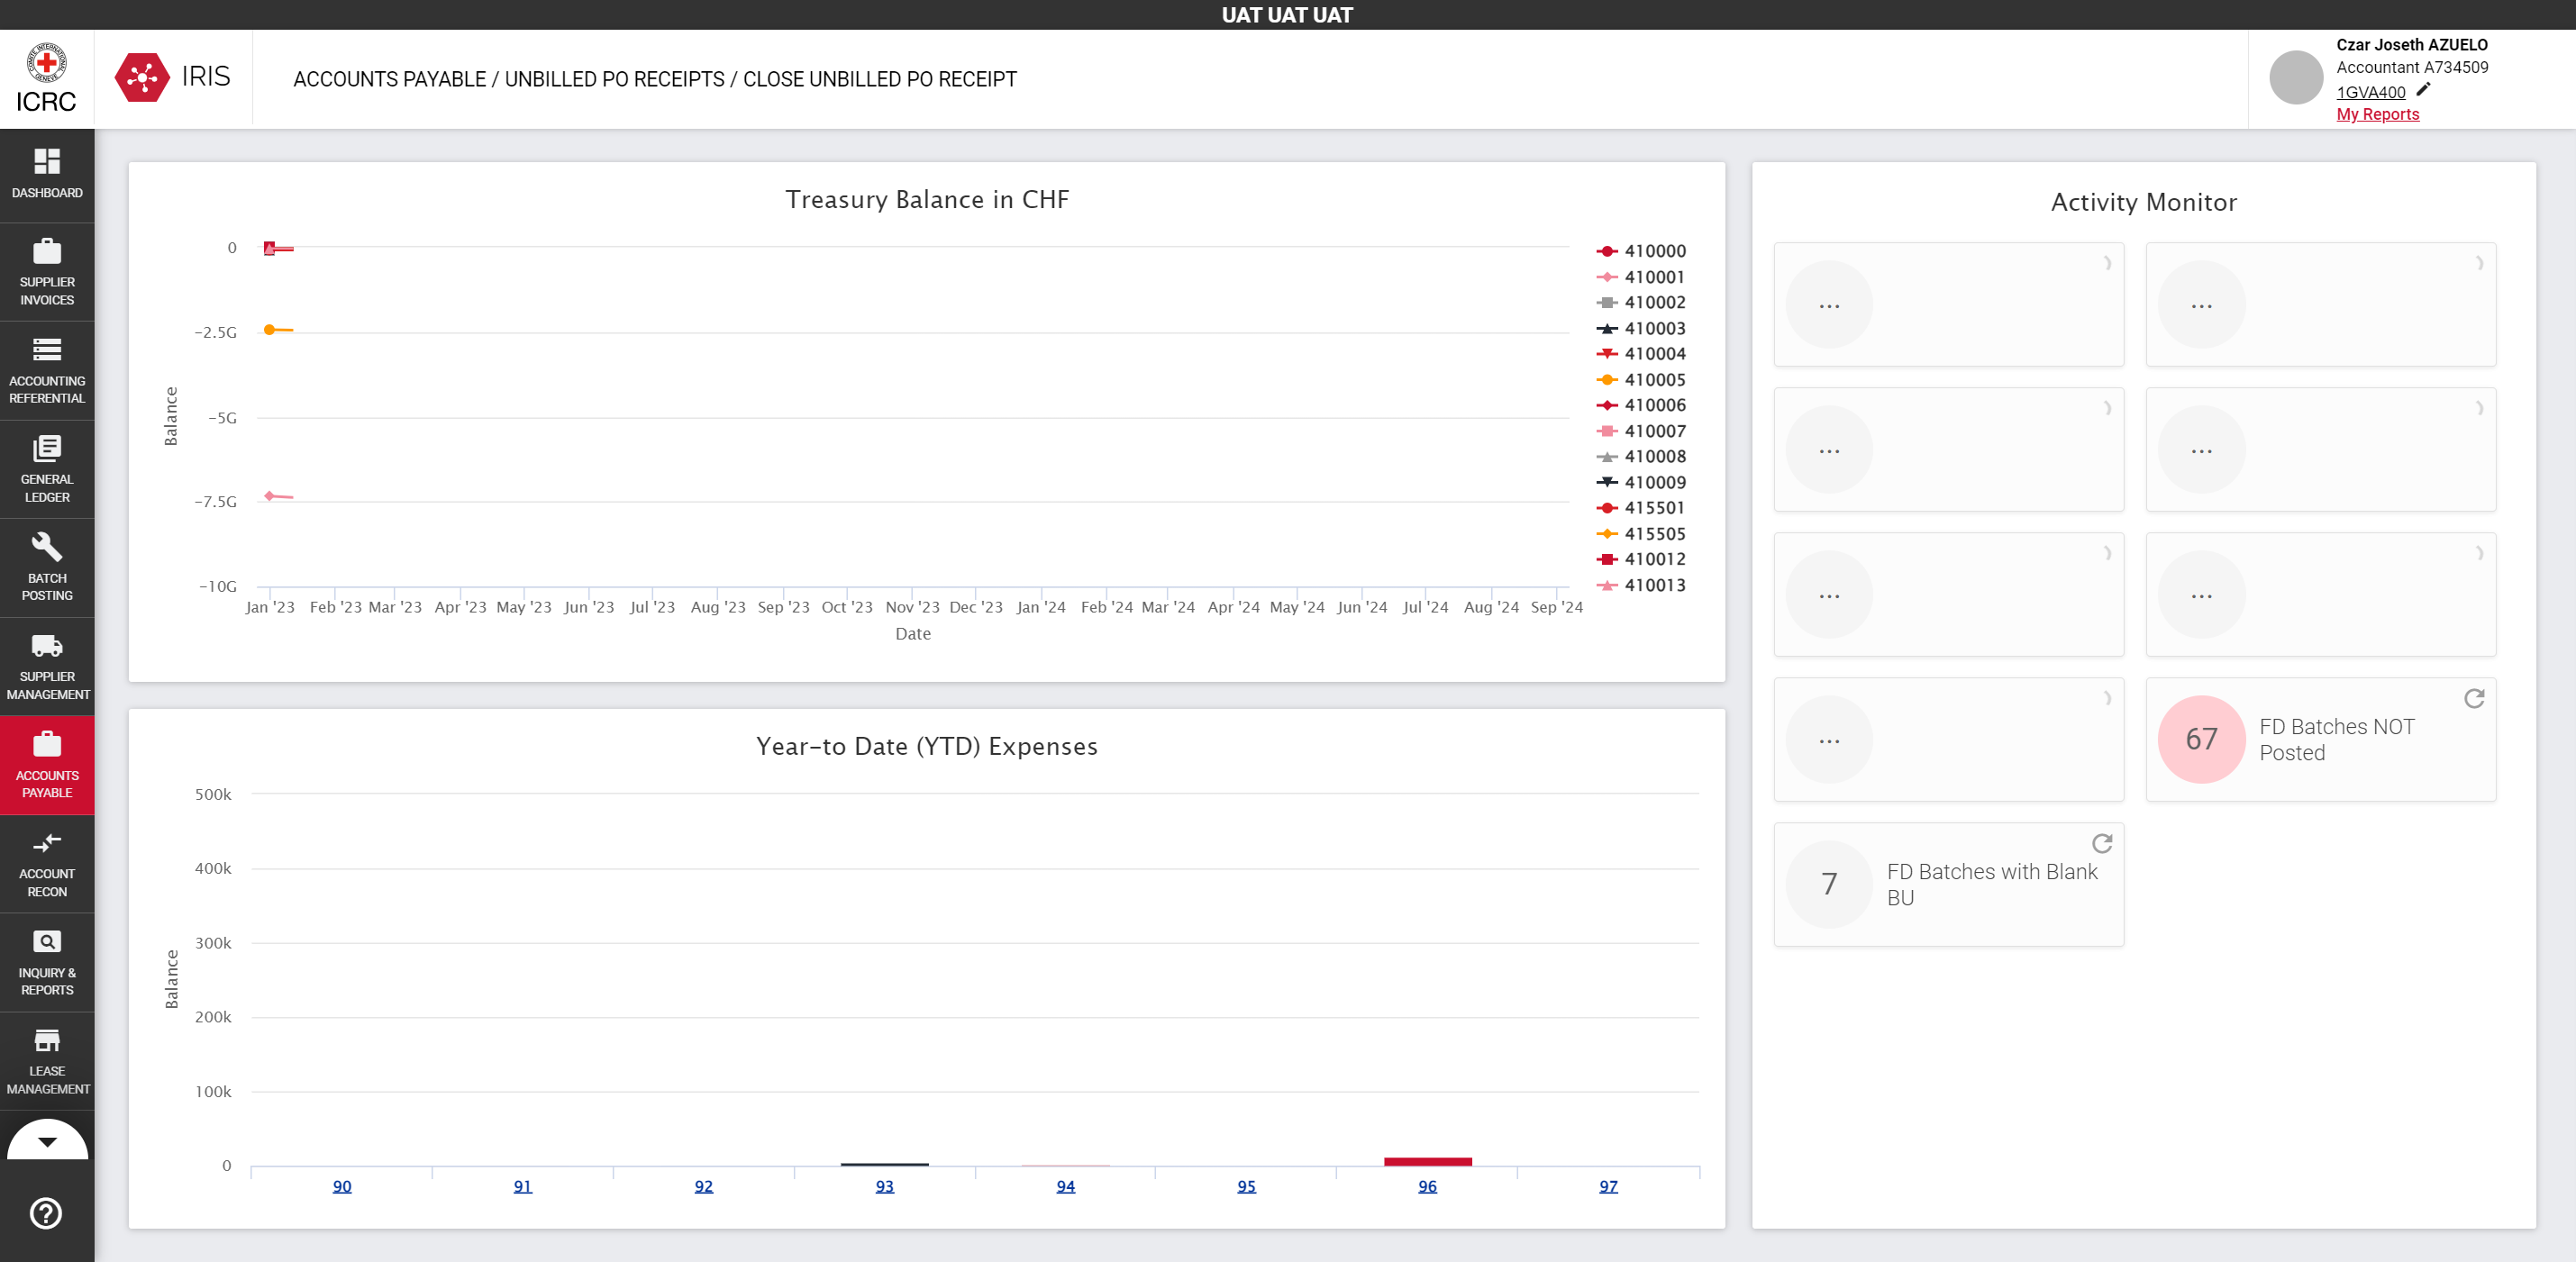 UAT UAT UAT
ICRC
IRIS
ACCOUNTS PAYABLE / UNBILLED PO RECEIPTS / CLOSE UNBILLED PO RECEIPT
Czar Joseth AZUELO
Accountant A734509
1GVA400
My Reports
DASHBOARD
SUPPLIER
INVOICES
ACCOUNTING
REFERENTIAL
GENERAL
LEDGER
BATCH
POSTING
SUPPLIER
MANAGEMENT
ACCOUNTS
PAYABLE
ACCOUNT
RECON
INQUIRY &
REPORTS
LEASE
MANAGEMENT
Treasury Balance in CHF
0
-2.5G
-5G
-7.5G
-10G
Balance
Jan '23 Feb '23 Mar '23 Apr '23 May '23 Jun '23 Jul '23 Aug '23 Sep '23 Oct '23 Nov '23 Dec '23 Jan '24 Feb '24 Mar '24 Apr '24 May '24 Jun '24 Jul '24 Aug '24 Sep '24
Date
410000
410001
410002
410003
410004
410005
410006
410007
410008
410009
415501
415505
410012
410013
Year-to Date (YTD) Expenses
500k
400k
300k
200k
100k
0
Balance
90 91 92 93 94 95 96 97
Activity Monitor
... ...
... ...
... ...
...
67
FD Batches NOT
Posted
7
FD Batches with Blank
BU